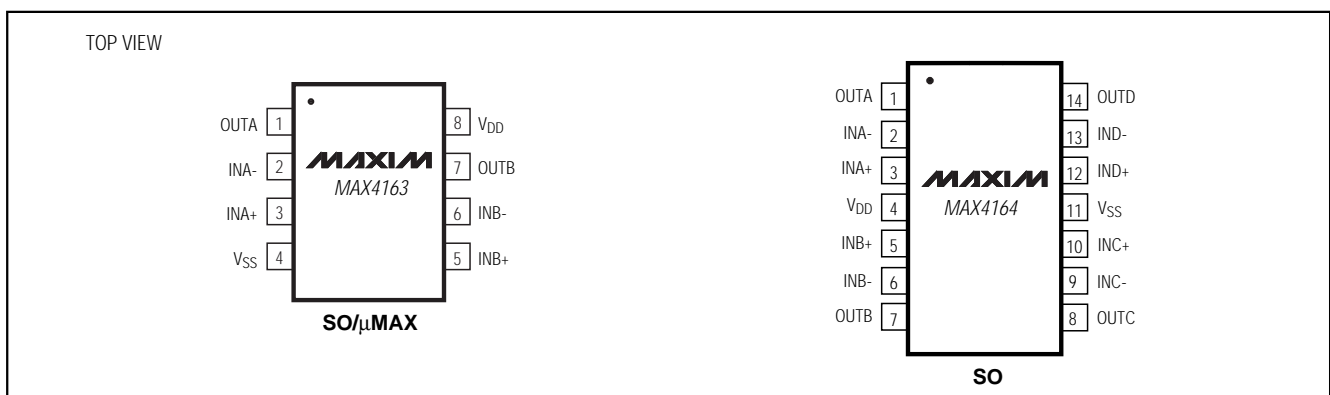 TOP VIEW
OUTA 1
INA- 2
INA+ 3
VSS 4
8 VDD
7 OUTB
6 INB-
5 INB+
MAXIM
MAX4163
SO/μMAX
OUTA 1
INA- 2
INA+ 3
VDD 4
INB+ 5
INB- 6
OUTB 7
14 OUTD
13 IND-
12 IND+
11 VSS
10 INC+
9 INC-
8 OUTC
MAXIM
MAX4164
SO